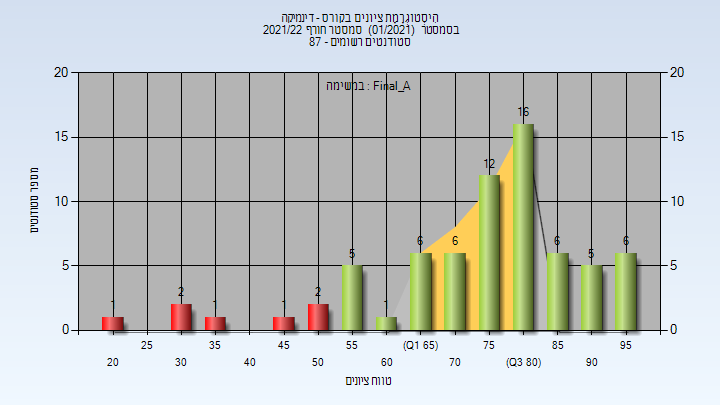 היסטוגרמת ציונים בקורס - דינמיקה
בסמסטר (01/2021) סמסטר חורף 2021/22
סטודנטים רשומים - 87
במשימה : Final_A
מספר סטודנטים
20 20
15 15
10 10
5 5
0 0
1 2 1 1 2 5 1 6 6 12 16 6 5 6
25 35 45 55 (Q1 65) 75 85 95
20 30 40 50 60 70 (Q3 80) 90
טווח ציונים